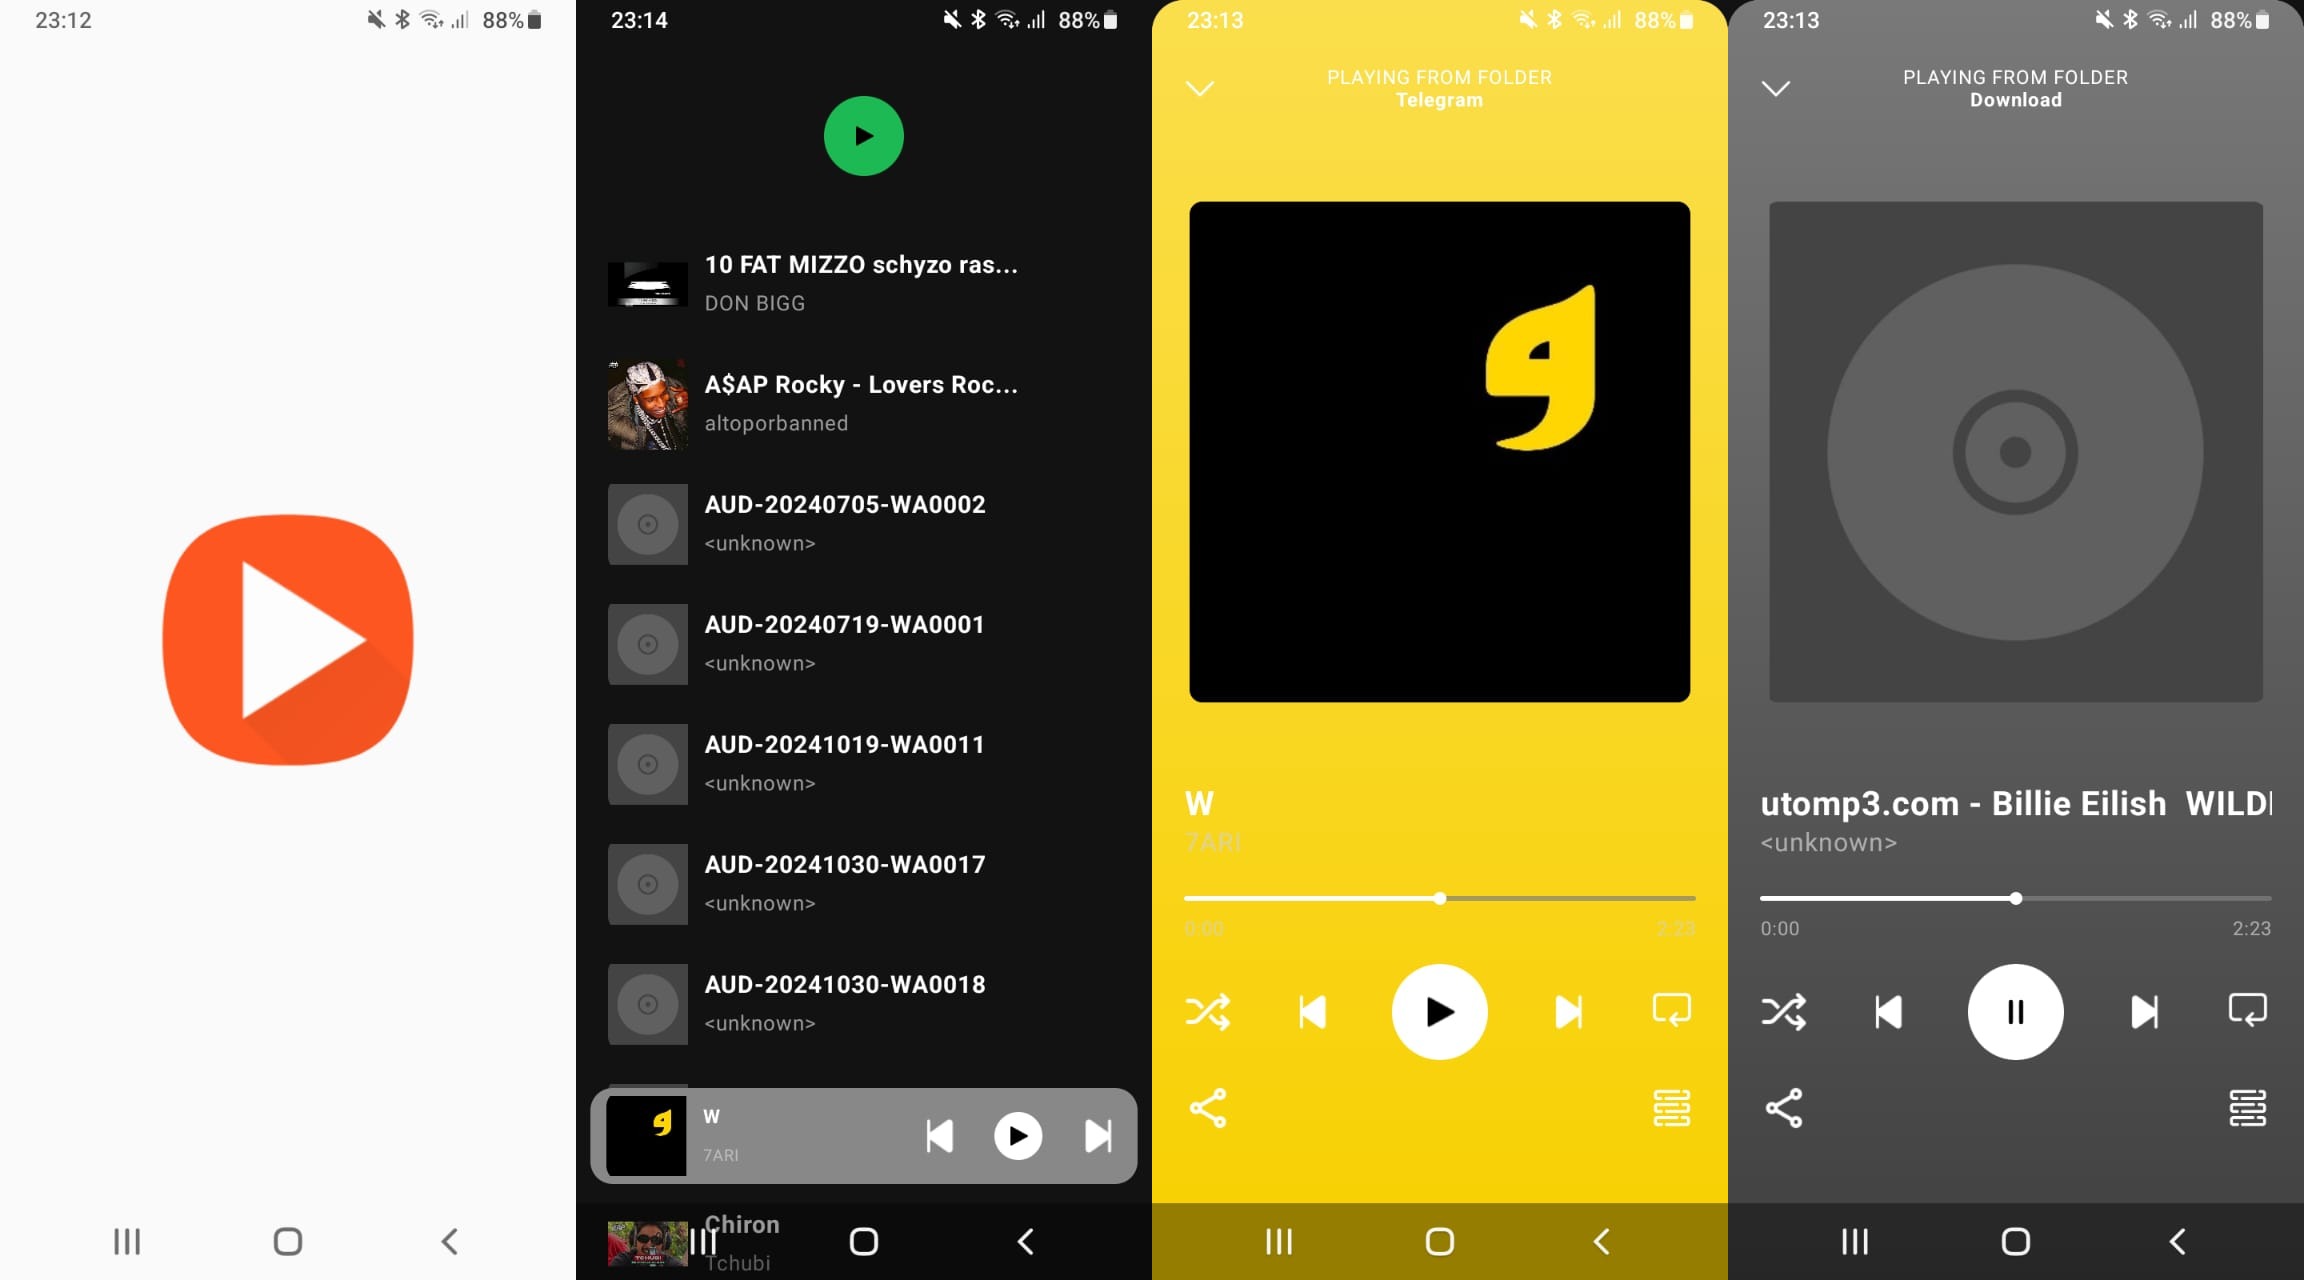 23:12
88%
23:14
88%
10 FAT MIZZO schyzo ras...
DON BIGG
A$AP Rocky - Lovers Roc...
altoporbanned
AUD-20240705-WA0002
<unknown>
AUD-20240719-WA0001
<unknown>
AUD-20241019-WA0011
<unknown>
AUD-20241030-WA0017
<unknown>
AUD-20241030-WA0018
<unknown>
W
7ARI
Chiron
Tchubi
23:13
88%
PLAYING FROM FOLDER
Telegram
و
W
7ARI
0:00
2:23
23:13
88%
PLAYING FROM FOLDER
Download
utomp3.com - Billie Eilish WILD
<unknown>
0:00
2:23